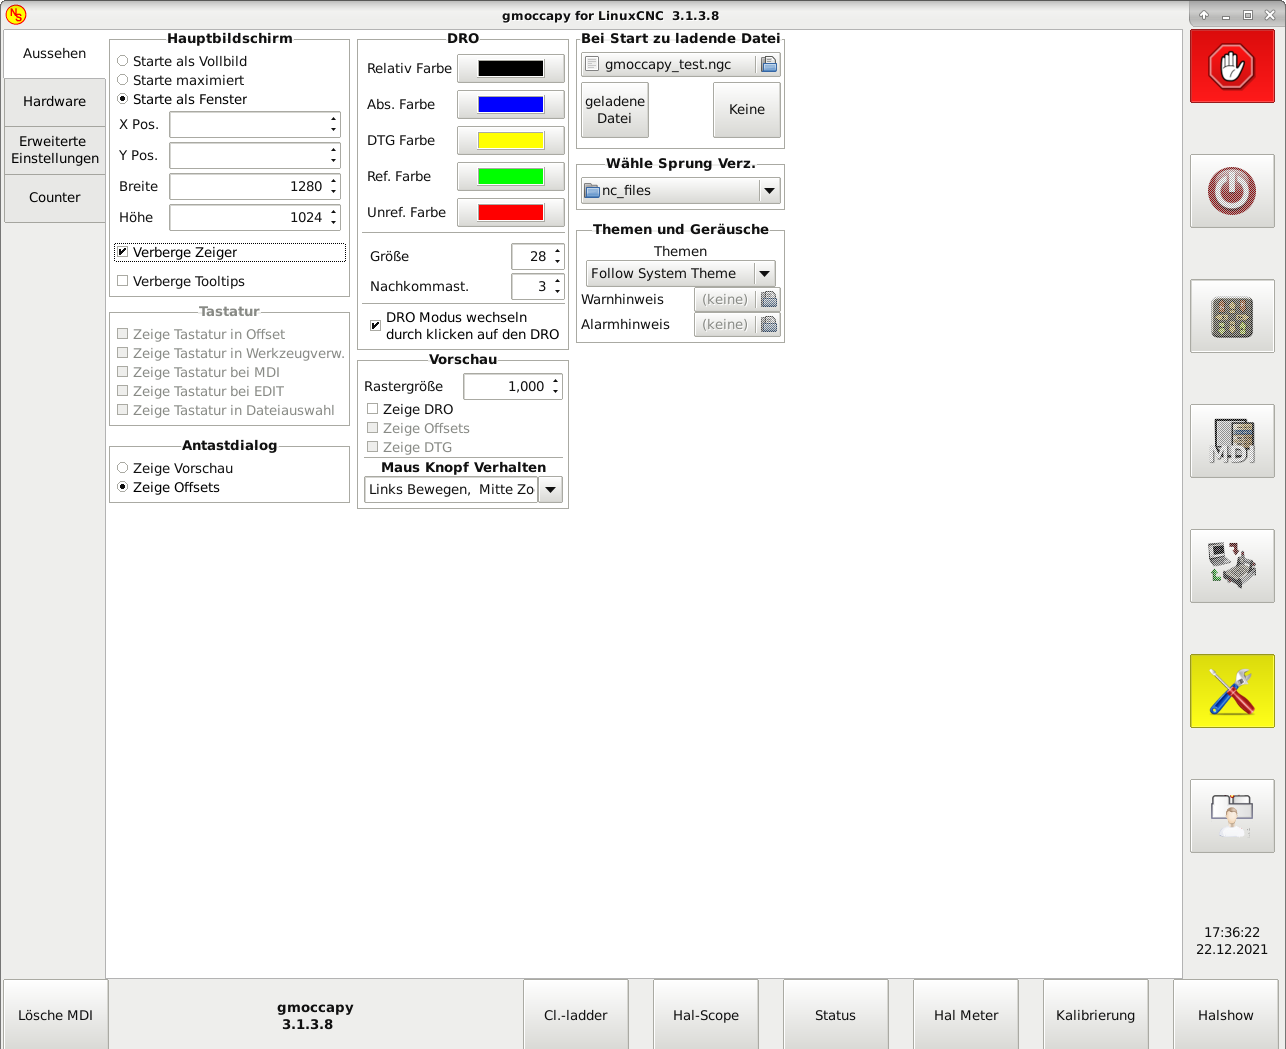 gmoccapy for LinuxCNC 3.1.3.8
Aussehen
Hardware
Erweiterte
Einstellungen
Counter
Hauptbildschirm
Starte als Vollbild
Starte maximiert
Starte als Fenster
X Pos.
Y Pos.
Breite 1280
Höhe 1024
Verberge Zeiger
Verberge Tooltips
Tastatur
Zeige Tastatur in Offset
Zeige Tastatur in Werkzeugverw.
Zeige Tastatur bei MDI
Zeige Tastatur bei EDIT
Zeige Tastatur in Dateiauswahl
Antastdialog
Zeige Vorschau
Zeige Offsets
DRO
Relativ Farbe
Abs. Farbe
DTG Farbe
Ref. Farbe
Unref. Farbe
Größe 28
Nachkommast. 3
DRO Modus wechseln
durch klicken auf den DRO
Vorschau
Rastergröße 1,000
Zeige DRO
Zeige Offsets
Zeige DTG
Maus Knopf Verhalten
Links Bewegen, Mitte Zo
Bei Start zu ladende Datei
gmoccapy_test.ngc
geladene
Datei
Keine
Wähle Sprung Verz.
nc_files
Themen und Geräusche
Themen
Follow System Theme
Warnhinweis (keine)
Alarmhinweis (keine)
MDI
17:36:22
22.12.2021
Lösche MDI
gmoccapy
3.1.3.8
Cl.-ladder
Hal-Scope
Status
Hal Meter
Kalibrierung
Halshow